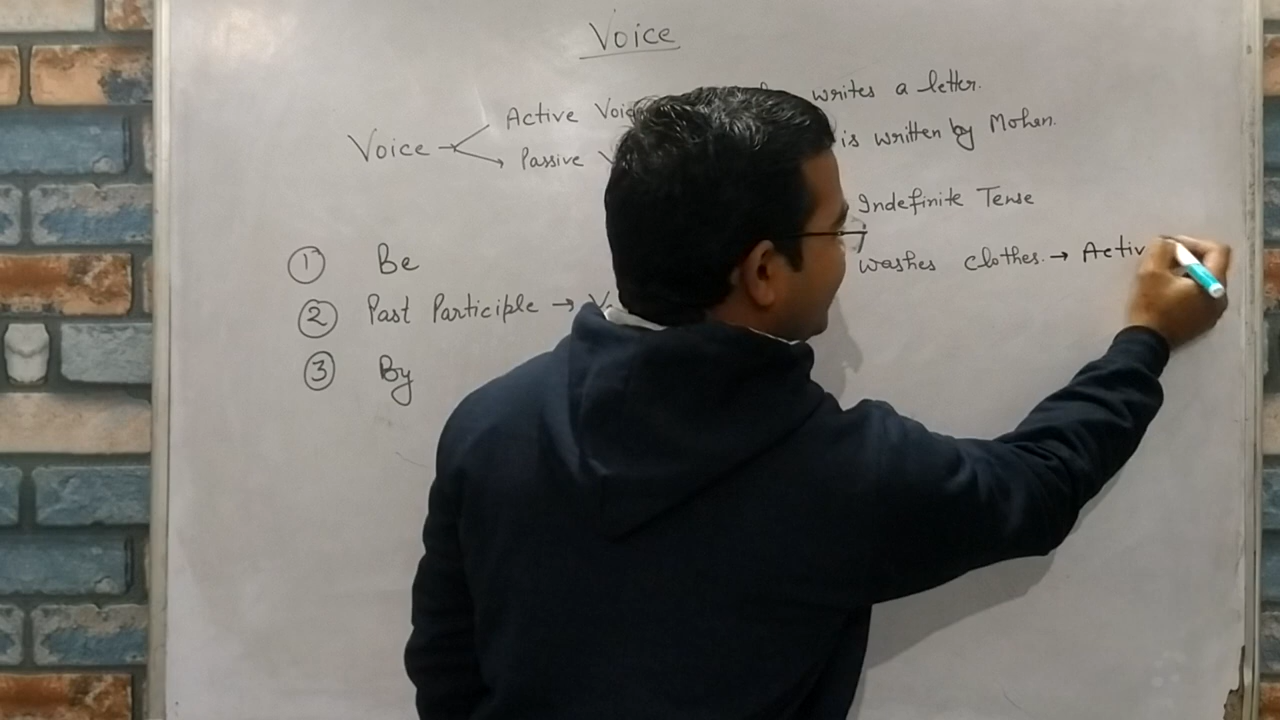 Voice
Active writes a letter.
Voice → Passive is written by Mohan.
Indefinite Tense
① Be
washes clothes. → Activ
② Past Participle →
③ By